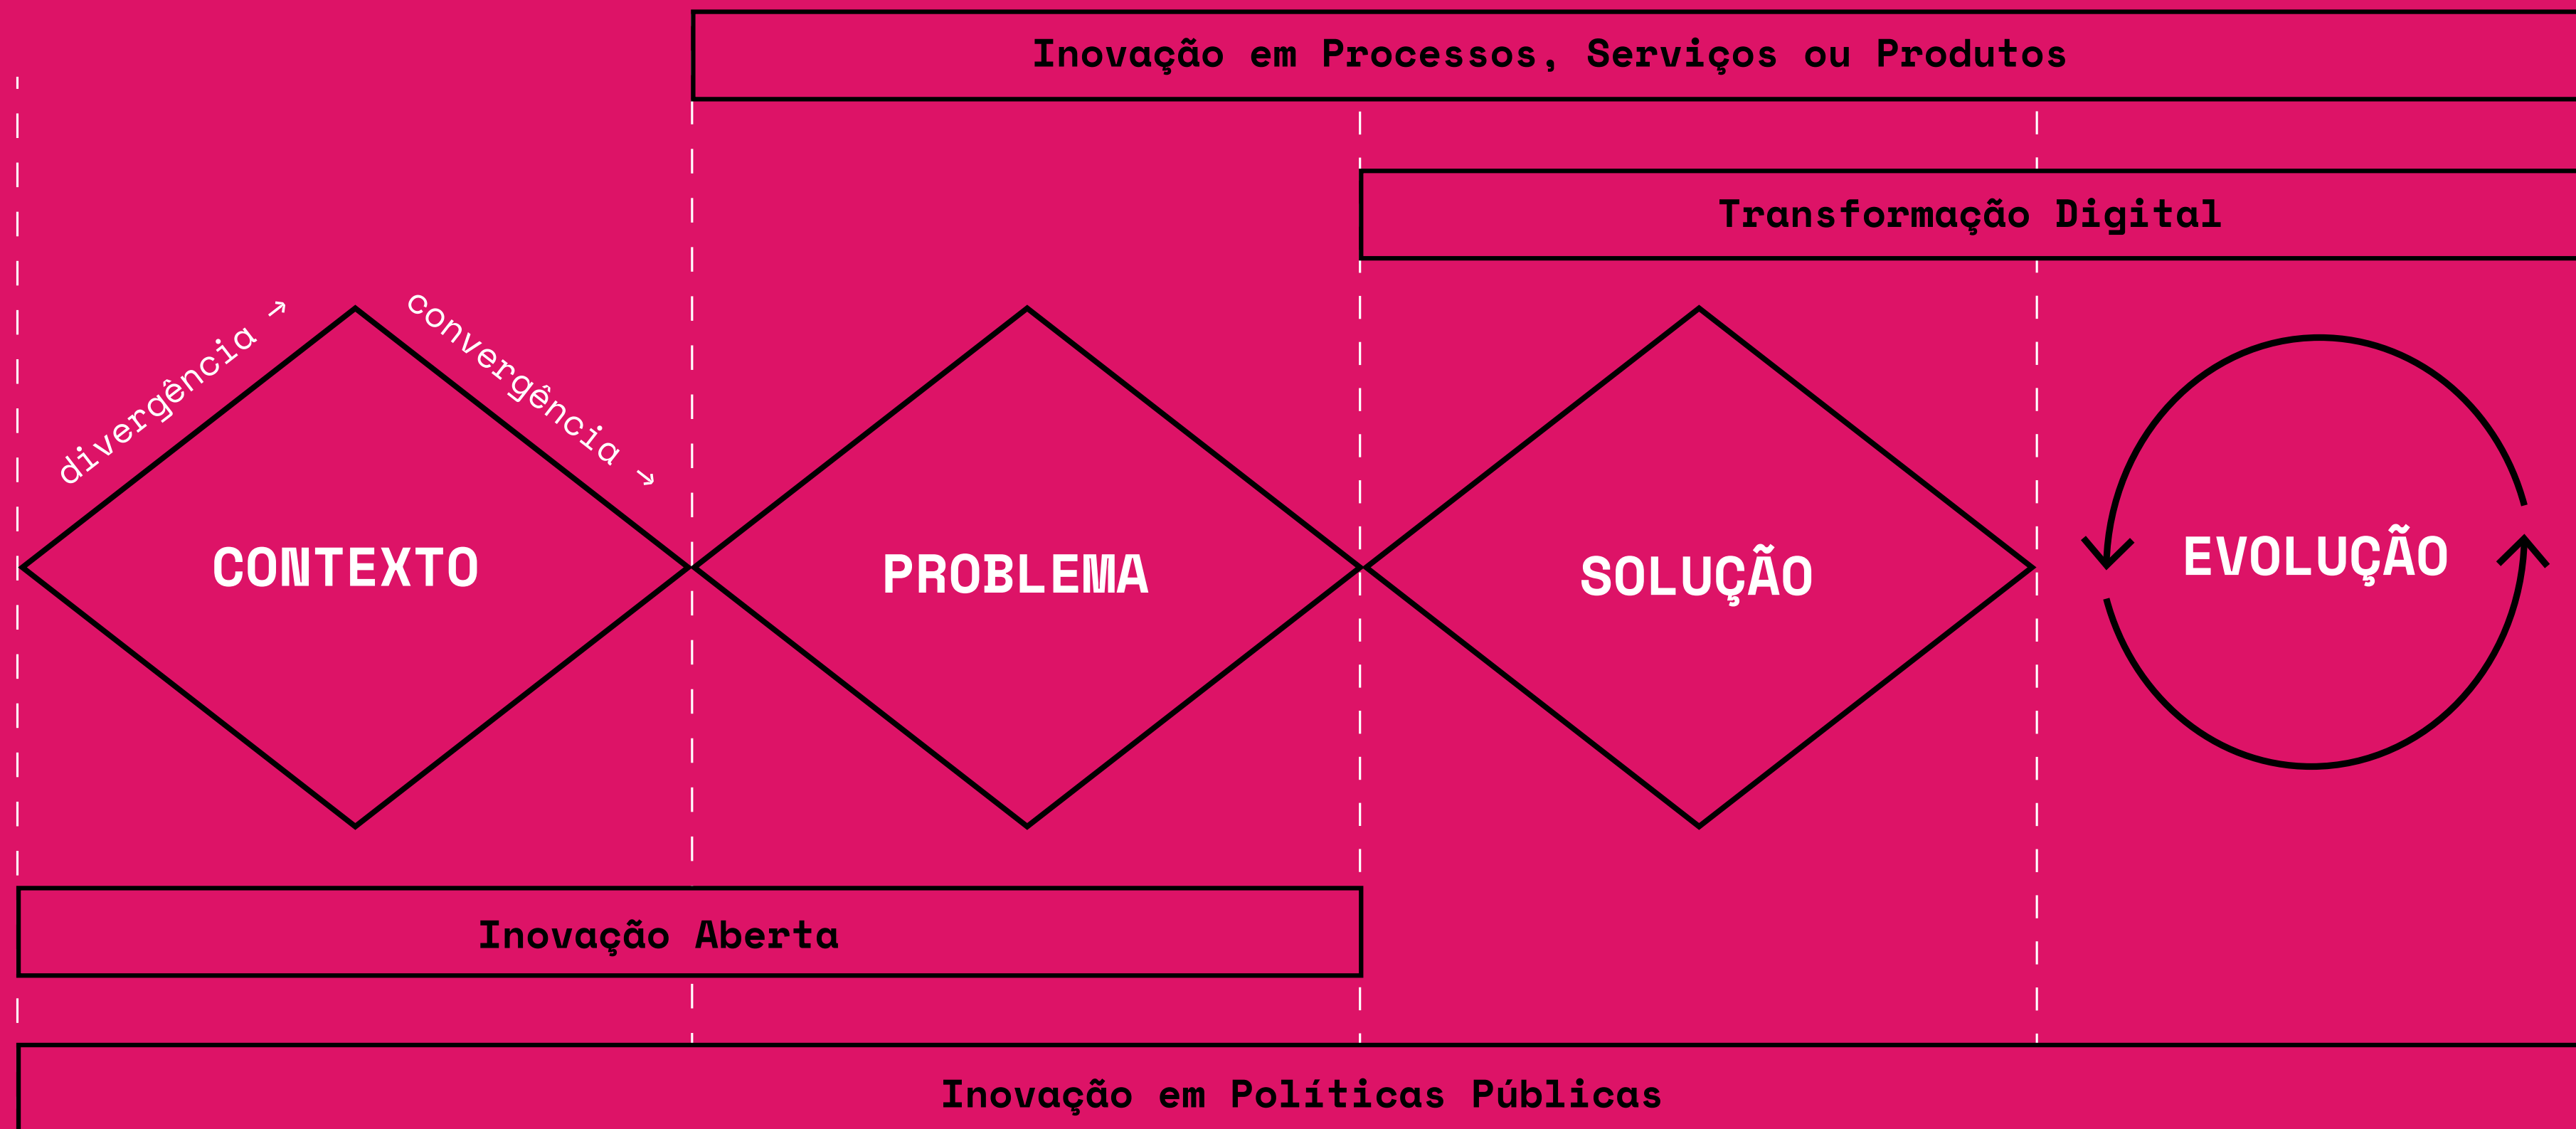 Inovação em Processos, Serviços ou Produtos
Transformação Digital
divergência →
convergência →
CONTEXTO
PROBLEMA
SOLUÇÃO
EVOLUÇÃO
Inovação Aberta
Inovação em Políticas Públicas